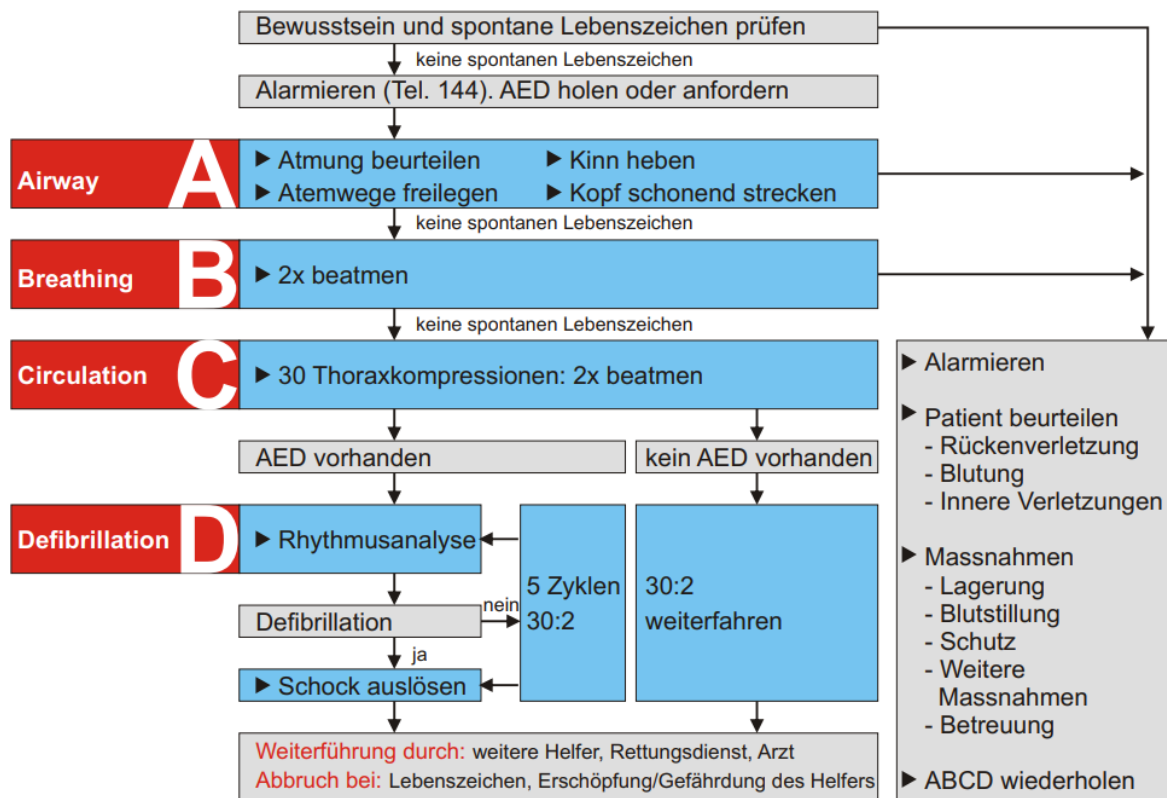 Bewusstsein und spontane Lebenszeichen prüfen
keine spontanen Lebenszeichen
Alarmieren (Tel. 144). AED holen oder anfordern
Airway A
▶ Atmung beurteilen ▶ Kinn heben
▶ Atemwege freilegen ▶ Kopf schonend strecken
keine spontanen Lebenszeichen
Breathing B
▶ 2x beatmen
keine spontanen Lebenszeichen
Circulation C
▶ 30 Thoraxkompressionen: 2x beatmen
AED vorhanden
kein AED vorhanden
Defibrillation D
▶ Rhythmusanalyse
Defibrillation
nein
ja
▶ Schock auslösen
5 Zyklen
30:2
30:2
weiterfahren
Weiterführung durch: weitere Helfer, Rettungsdienst, Arzt
Abbruch bei: Lebenszeichen, Erschöpfung/Gefährdung des Helfers
▶ Alarmieren
▶ Patient beurteilen
- Rückenverletzung
- Blutung
- Innere Verletzungen
▶ Massnahmen
- Lagerung
- Blutstillung
- Schutz
- Weitere
Massnahmen
- Betreuung
▶ ABCD wiederholen